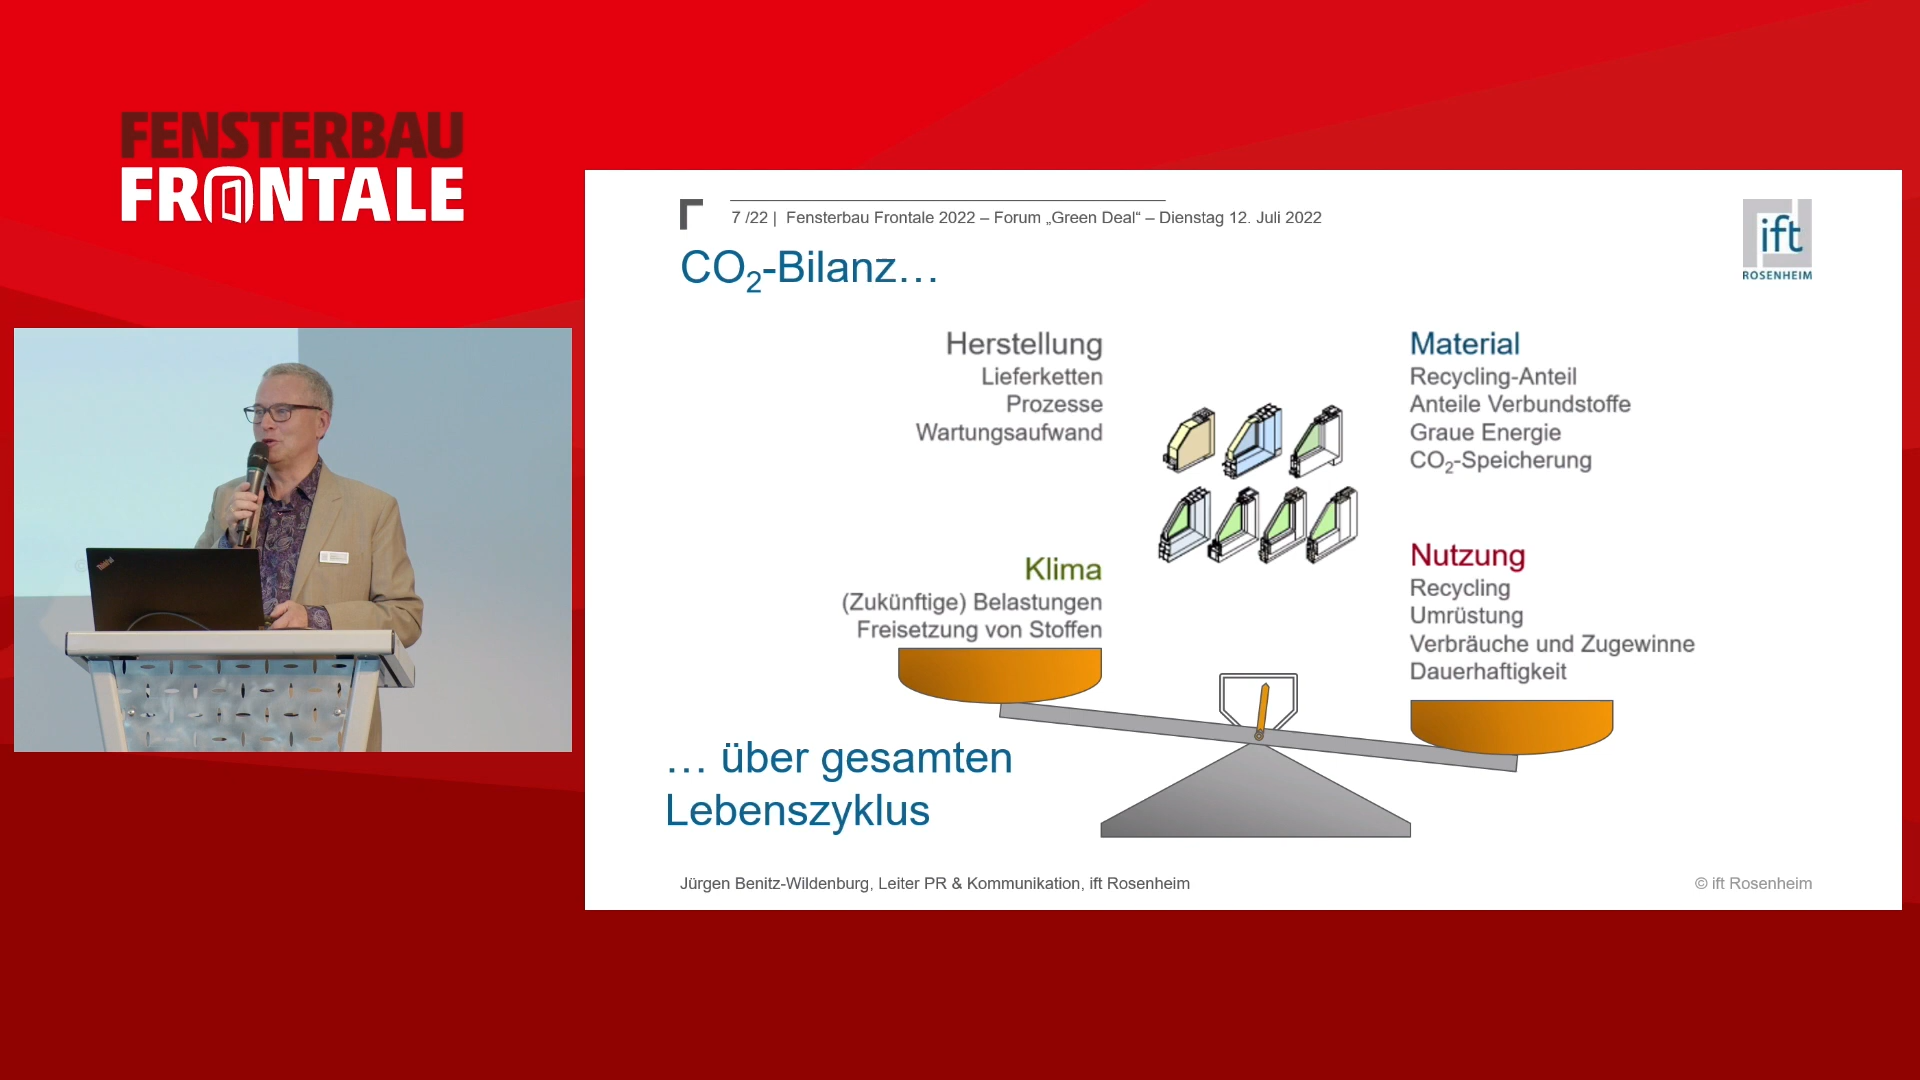 FENSTERBAU
FRONTALE
7 /22 | Fensterbau Frontale 2022 – Forum „Green Deal“ – Dienstag 12. Juli 2022
ift
ROSENHEIM
CO₂-Bilanz…
Herstellung
Lieferketten
Prozesse
Wartungsaufwand
Material
Recycling-Anteil
Anteile Verbundstoffe
Graue Energie
CO₂-Speicherung
Klima
(Zukünftige) Belastungen
Freisetzung von Stoffen
Nutzung
Recycling
Umrüstung
Verbräuche und Zugewinne
Dauerhaftigkeit
… über gesamten
Lebenszyklus
Jürgen Benitz-Wildenburg, Leiter PR & Kommunikation, ift Rosenheim
© ift Rosenheim
ThinkPad